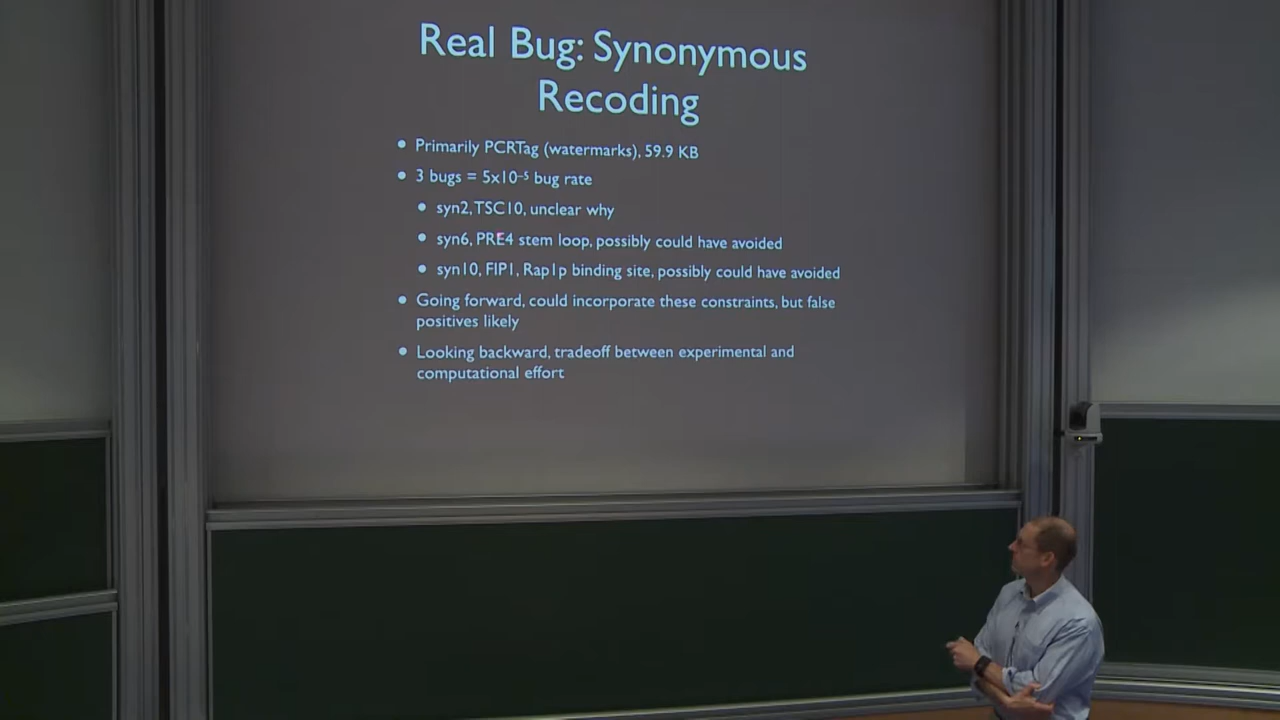 Real Bug: Synonymous
Recoding
• Primarily PCRTag (watermarks), 59.9 KB
• 3 bugs = 5x10⁻⁵ bug rate
• syn2, TSC10, unclear why
• syn6, PRE4 stem loop, possibly could have avoided
• syn10, FIP1, Rap1p binding site, possibly could have avoided
• Going forward, could incorporate these constraints, but false
positives likely
• Looking backward, tradeoff between experimental and
computational effort